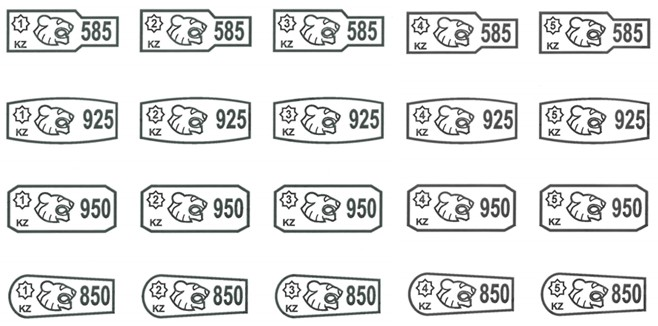 1 KZ 585 2 KZ 585 3 KZ 585 4 KZ 585 5 KZ 585
1 KZ 925 2 KZ 925 3 KZ 925 4 KZ 925 5 KZ 925
1 KZ 950 2 KZ 950 3 KZ 950 4 KZ 950 5 KZ 950
1 KZ 850 2 KZ 850 3 KZ 850 4 KZ 850 5 KZ 850